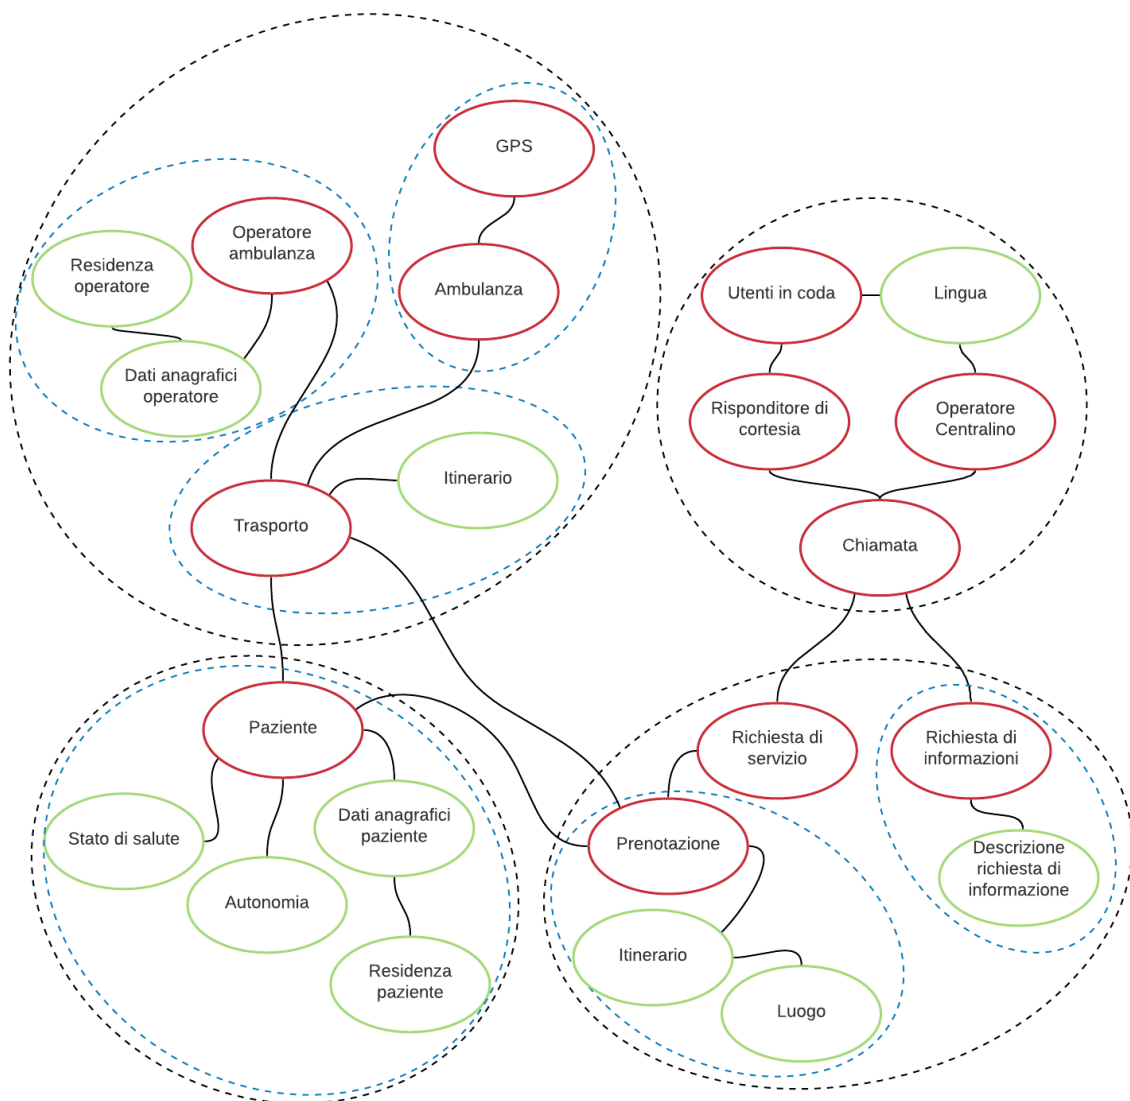 GPS
Operatore
ambulanza
Residenza
operatore
Ambulanza
Utenti in coda
Lingua
Dati anagrafici
operatore
Risponditore di
cortesia
Operatore
Centralino
Itinerario
Trasporto
Chiamata
Paziente
Richiesta di
servizio
Richiesta di
informazioni
Stato di salute
Dati anagrafici
paziente
Prenotazione
Descrizione
richiesta di
informazione
Autonomia
Itinerario
Residenza
paziente
Luogo